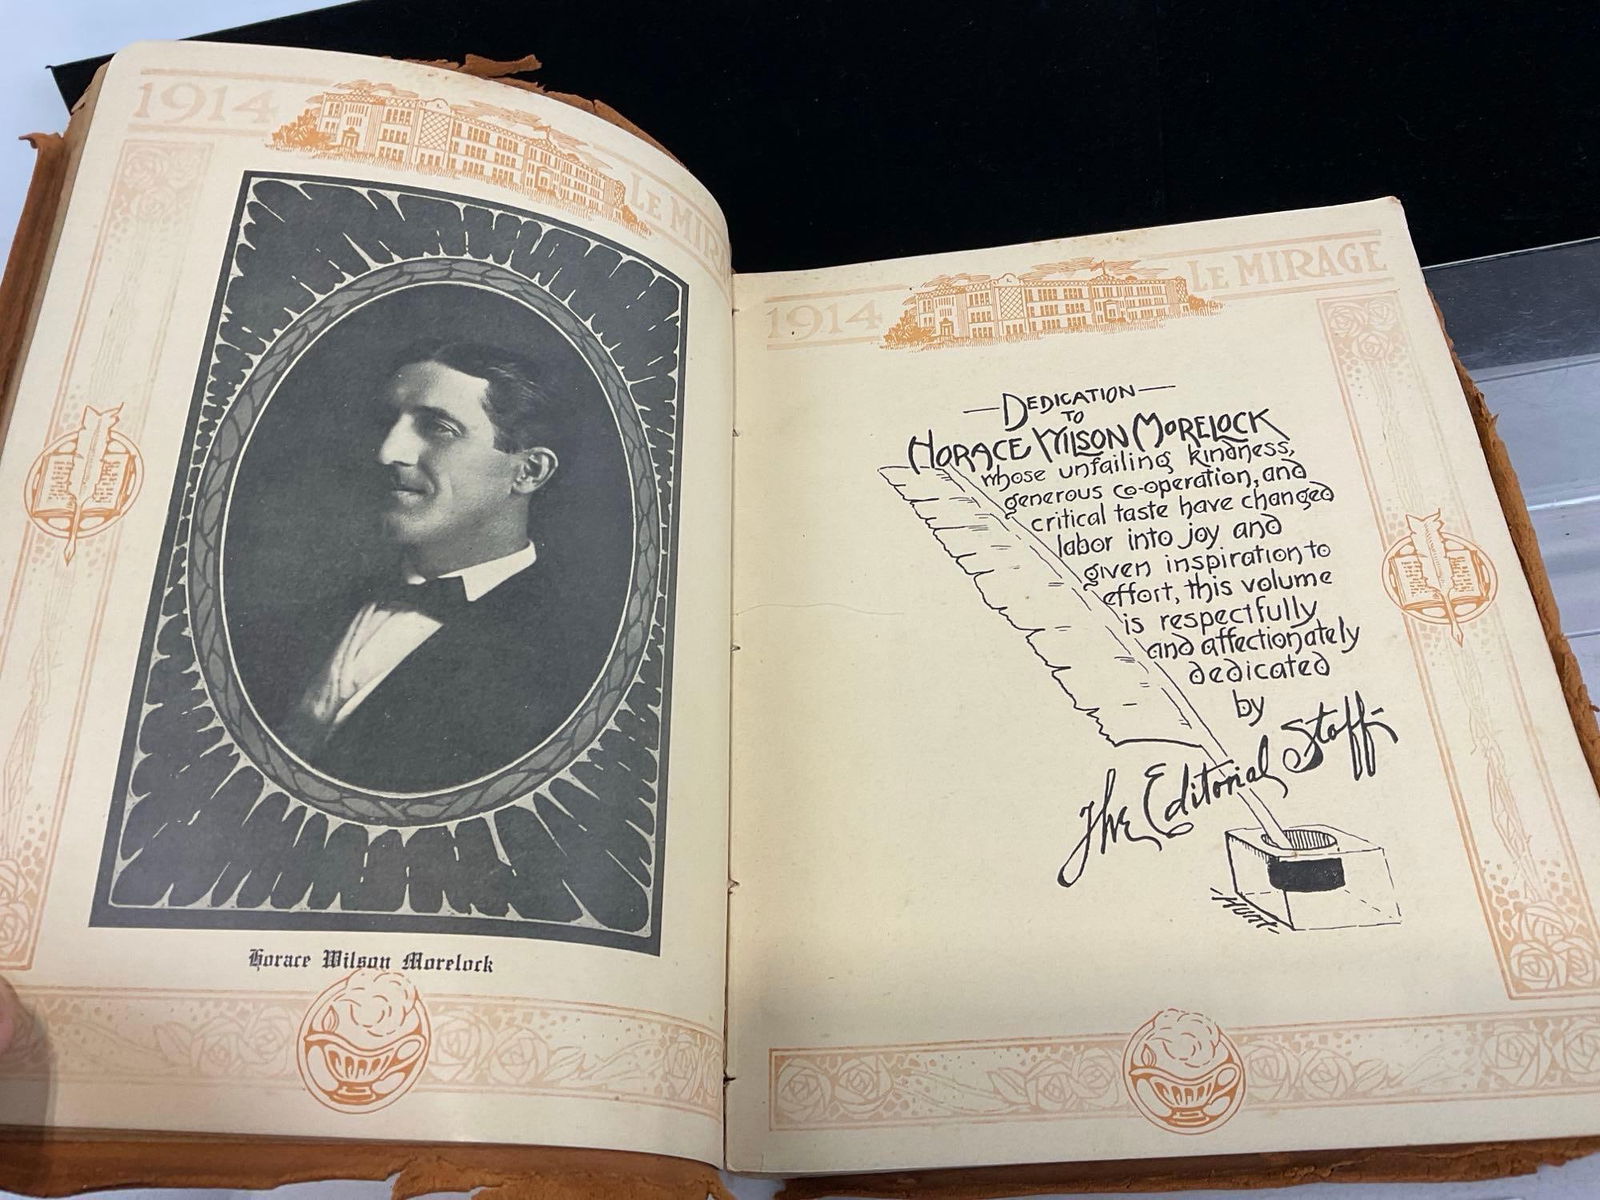 1914
LE MIR
Horace Wilson Morelock
1914
LE MIRAGE
—DEDICATION—
TO
HORACE WILSON MORELOCK
whose unfailing kindness,
generous co-operation, and
critical taste have changed
labor into joy and
given inspiration to
effort, this volume
is respectfully
and affectionately
dedicated
by
The Editorial Staff-